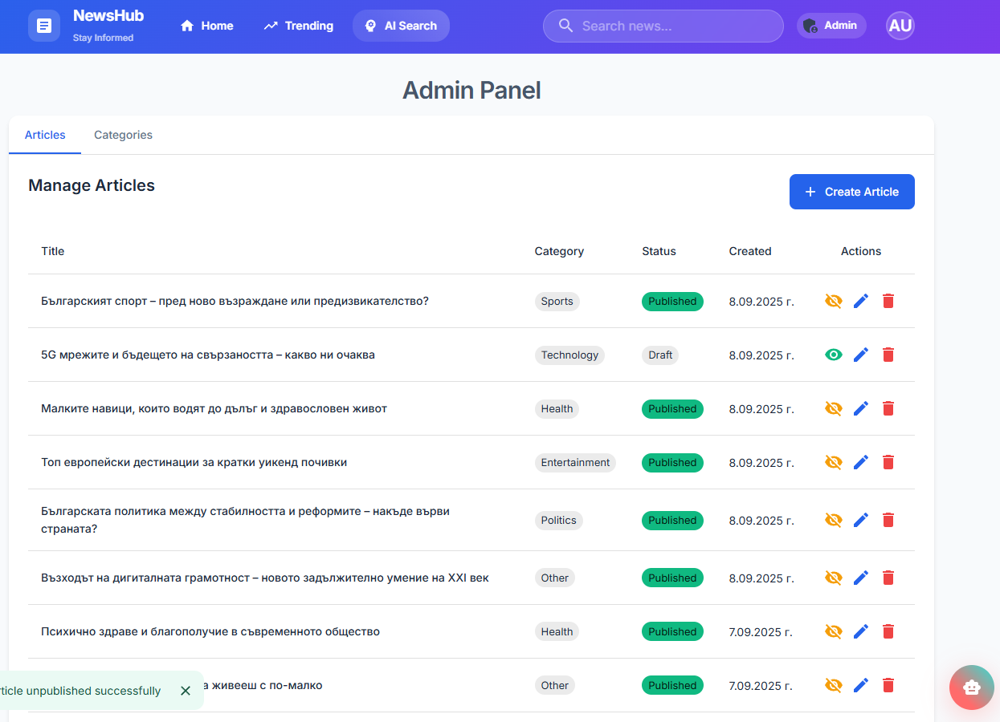 NewsHub
Stay Informed
Home
Trending
AI Search
Search news...
Admin
AU
Admin Panel
Articles
Categories
Manage Articles
+ Create Article
Title Category Status Created Actions
Българският спорт – пред ново възраждане или предизвикателство? Sports Published 8.09.2025 г.
5G мрежите и бъдещето на свързаността – какво ни очаква Technology Draft 8.09.2025 г.
Малките навици, които водят до дълъг и здравословен живот Health Published 8.09.2025 г.
Топ европейски дестинации за кратки уикенд почивки Entertainment Published 8.09.2025 г.
Българската политика между стабилността и реформите – накъде върви
страната? Politics Published 8.09.2025 г.
Възходът на дигиталната грамотност – новото задължително умение на XXI век Other Published 8.09.2025 г.
Психично здраве и благополучие в съвременното общество Health Published 7.09.2025 г.
живееш с по-малко Other Published 7.09.2025 г.
unpublished successfully